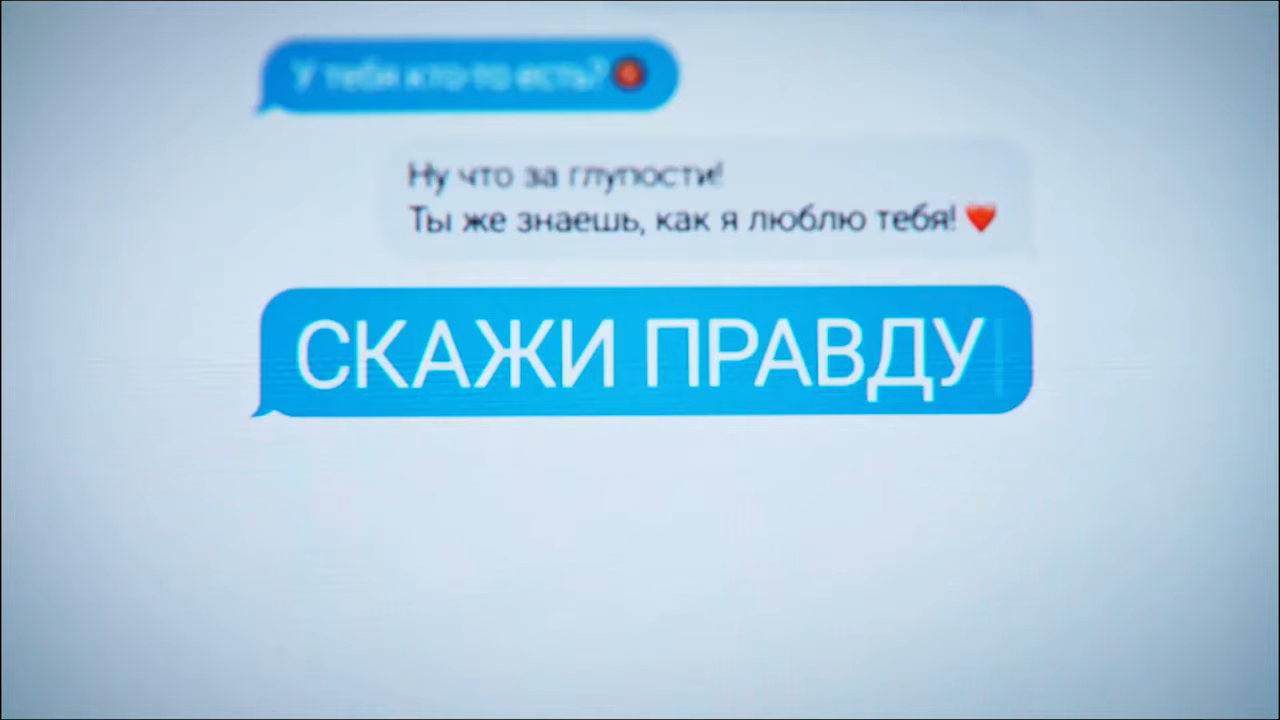 У тебя кто-то есть?
Ну что за глупости!
Ты же знаешь, как я люблю тебя! ❤️
СКАЖИ ПРАВДУ